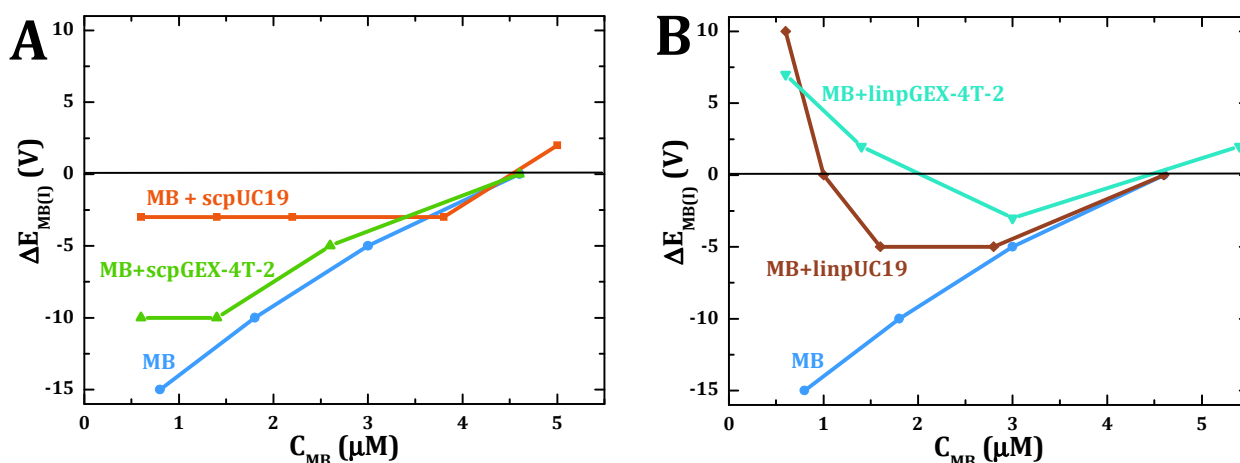 A
10
5
0
-5
-10
-15
ΔE_MB(I) (V)
MB + scpUC19
MB+scpGEX-4T-2
MB
0 1 2 3 4 5
C_MB (μM)
B
10
5
0
-5
-10
-15
ΔE_MB(I) (V)
MB+linpGEX-4T-2
MB+linpUC19
MB
0 1 2 3 4 5
C_MB (μM)